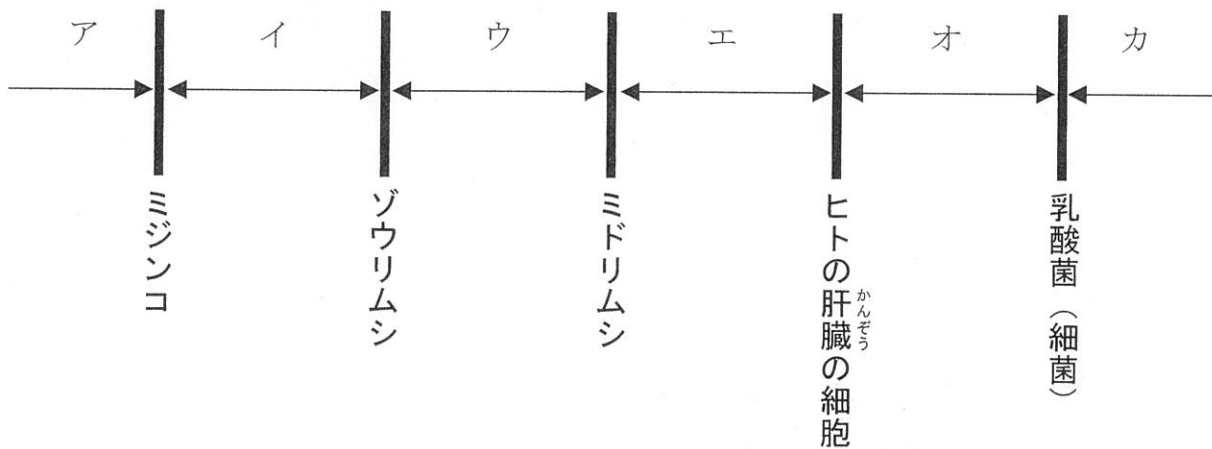 ア
イ
ウ
エ
オ
カ
ミジンコ
ゾウリムシ
ミドリムシ
ヒトの肝臓の細胞
かんぞう
乳酸菌（細菌）